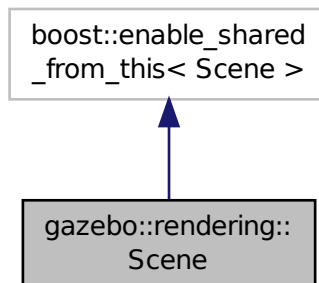 boost::enable_shared
_from_this< Scene >
gazebo::rendering::
Scene